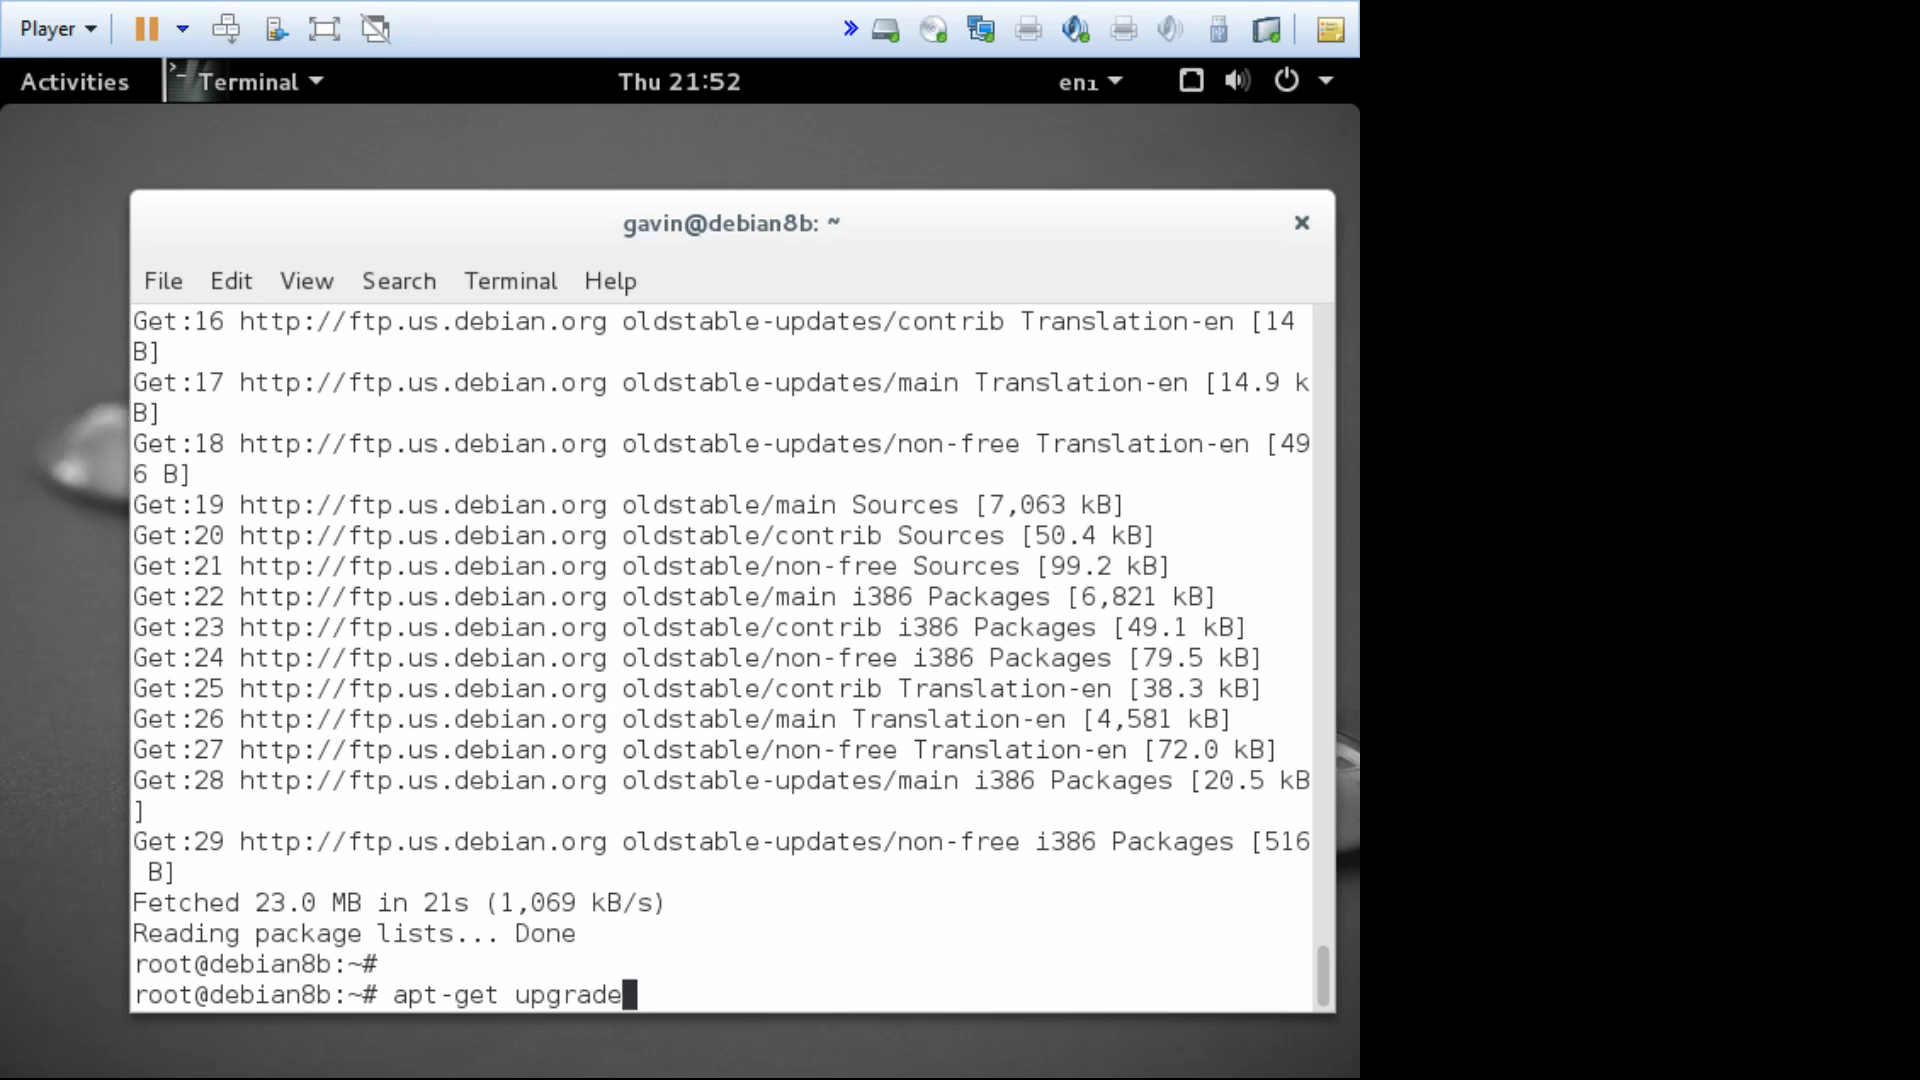 Player
Activities
Terminal
Thu 21:52
en1
gavin@debian8b: ~
File Edit View Search Terminal Help
Get:16 http://ftp.us.debian.org oldstable-updates/contrib Translation-en [14
B]
Get:17 http://ftp.us.debian.org oldstable-updates/main Translation-en [14.9 k
B]
Get:18 http://ftp.us.debian.org oldstable-updates/non-free Translation-en [49
6 B]
Get:19 http://ftp.us.debian.org oldstable/main Sources [7,063 kB]
Get:20 http://ftp.us.debian.org oldstable/contrib Sources [50.4 kB]
Get:21 http://ftp.us.debian.org oldstable/non-free Sources [99.2 kB]
Get:22 http://ftp.us.debian.org oldstable/main i386 Packages [6,821 kB]
Get:23 http://ftp.us.debian.org oldstable/contrib i386 Packages [49.1 kB]
Get:24 http://ftp.us.debian.org oldstable/non-free i386 Packages [79.5 kB]
Get:25 http://ftp.us.debian.org oldstable/contrib Translation-en [38.3 kB]
Get:26 http://ftp.us.debian.org oldstable/main Translation-en [4,581 kB]
Get:27 http://ftp.us.debian.org oldstable/non-free Translation-en [72.0 kB]
Get:28 http://ftp.us.debian.org oldstable-updates/main i386 Packages [20.5 kB
]
Get:29 http://ftp.us.debian.org oldstable-updates/non-free i386 Packages [516
B]
Fetched 23.0 MB in 21s (1,069 kB/s)
Reading package lists... Done
root@debian8b:~#
root@debian8b:~# apt-get upgrade